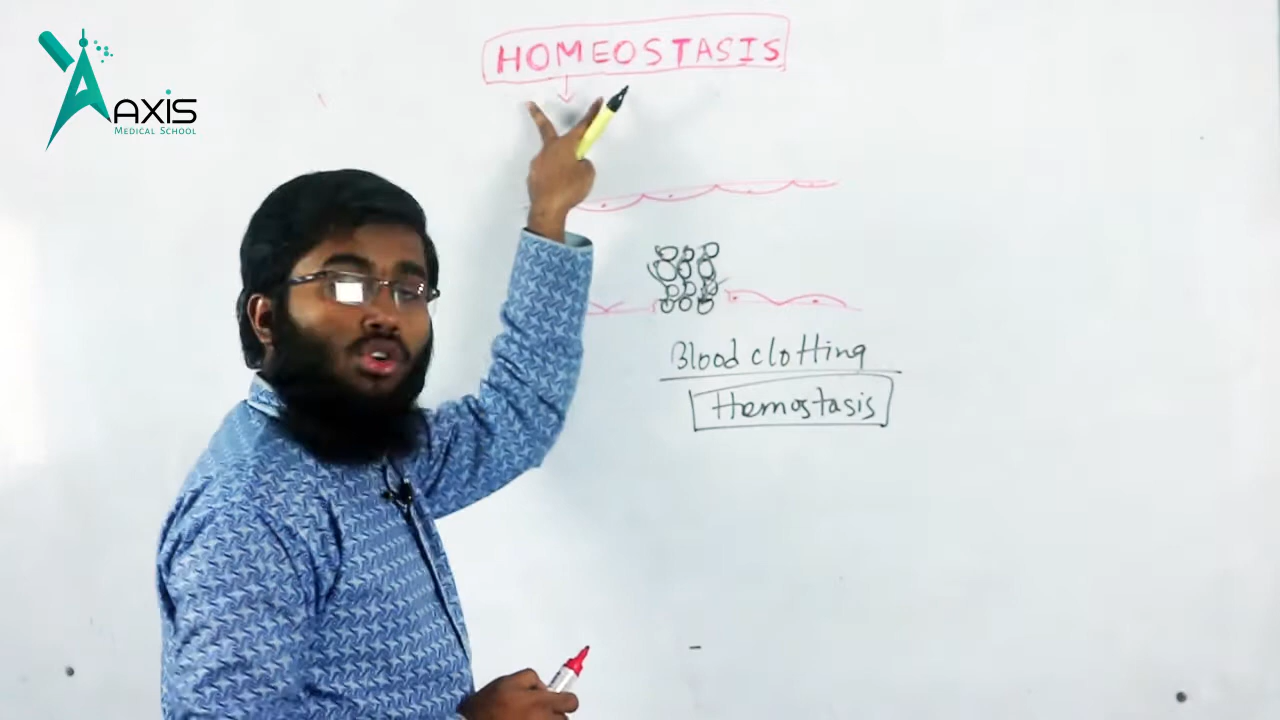 AXIS
MEDICAL SCHOOL
HOMEOSTASIS
Blood clotting
Hemostasis